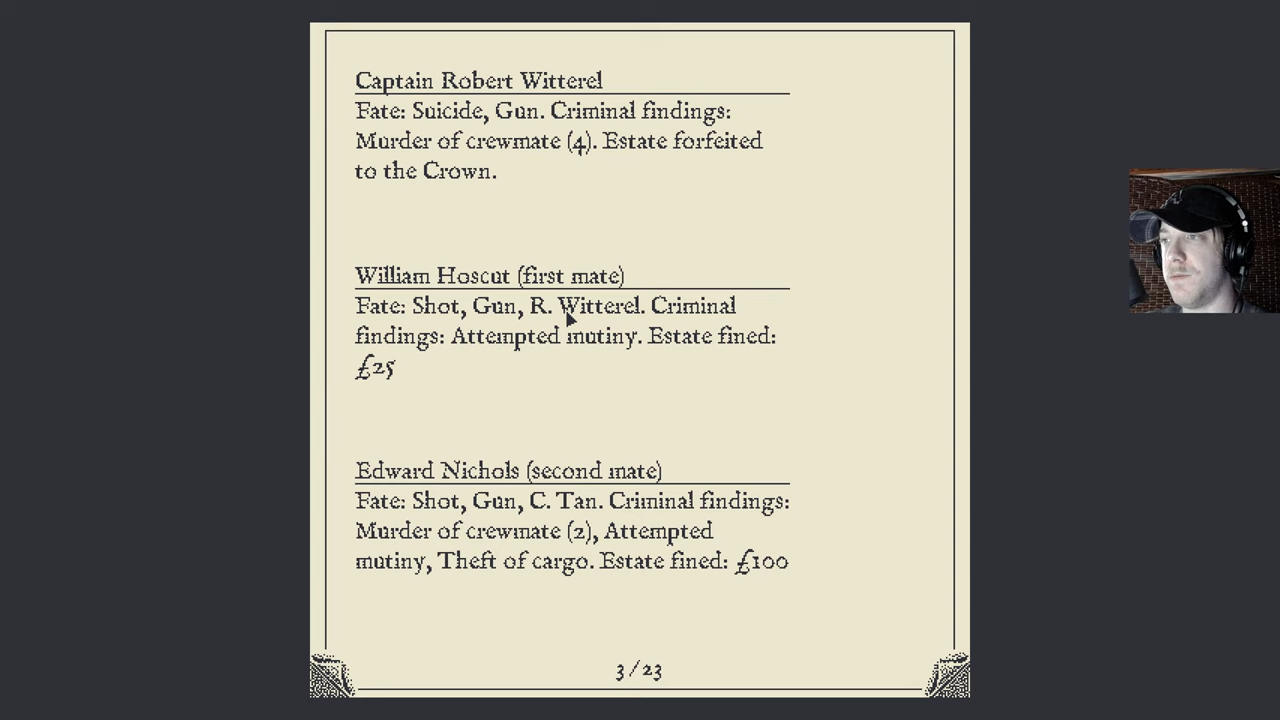 Captain Robert Witterel
Fate: Suicide, Gun. Criminal findings:
Murder of crewmate (4). Estate forfeited
to the Crown.
William Hoscut (first mate)
Fate: Shot, Gun, R. Witterel. Criminal
findings: Attempted mutiny. Estate fined:
£25
Edward Nichols (second mate)
Fate: Shot, Gun, C. Tan. Criminal findings:
Murder of crewmate (2), Attempted
mutiny, Theft of cargo. Estate fined: £100
3/23